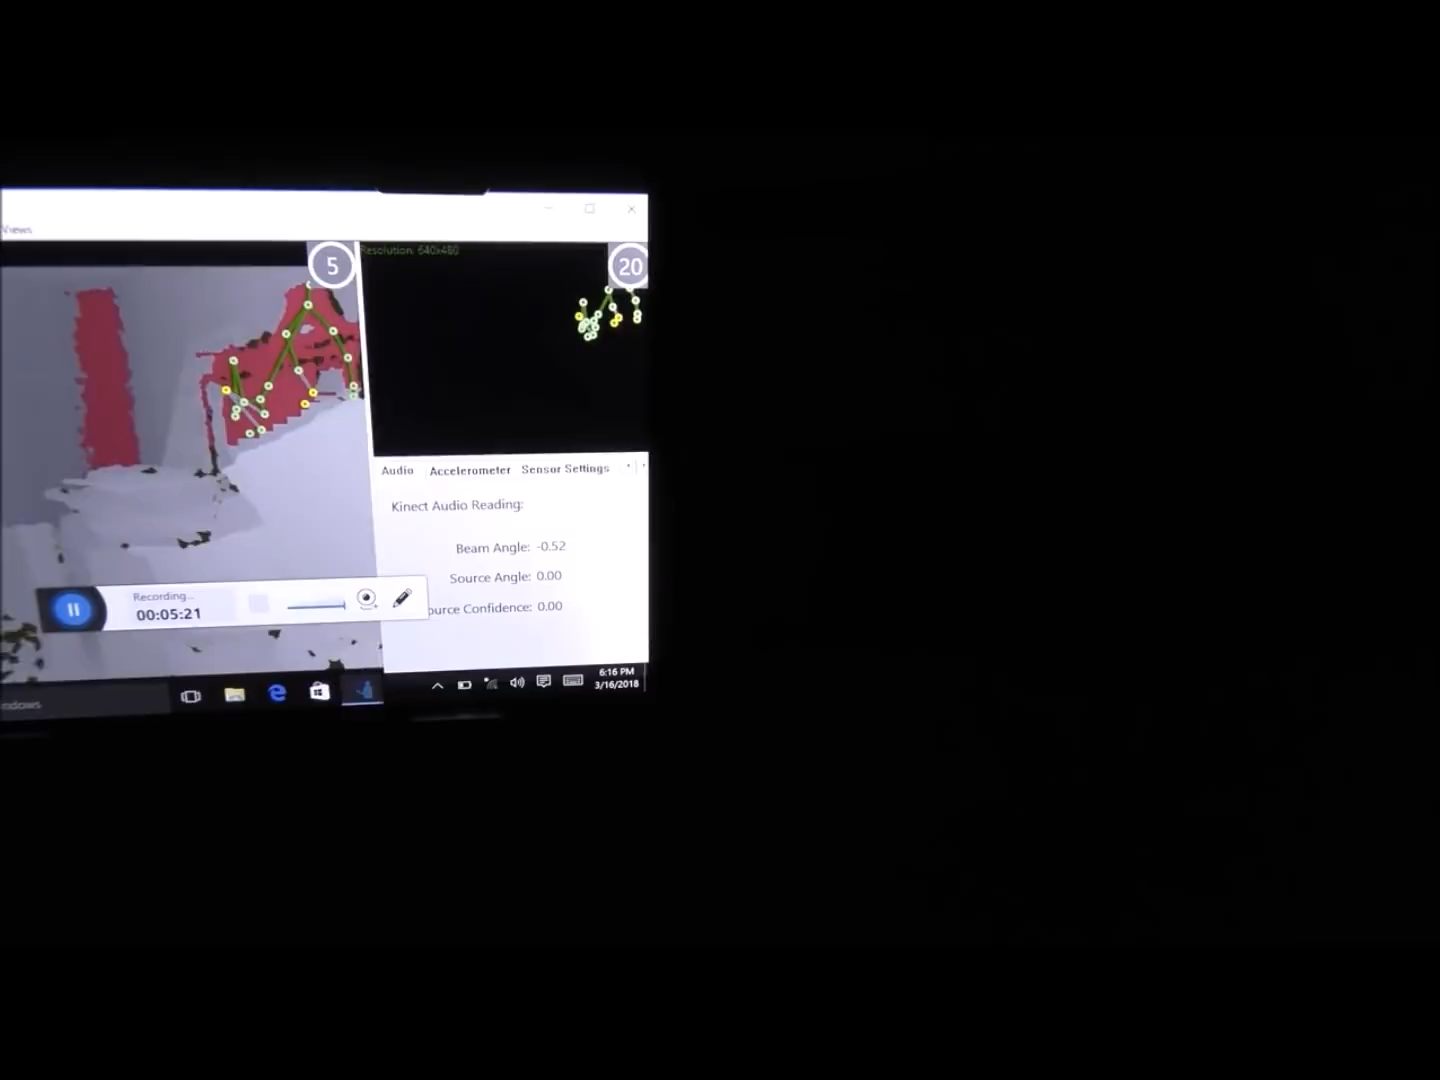 Views
5
Resolution: 640x480
20
Audio Accelerometer Sensor Settings
Kinect Audio Reading:
Beam Angle: -0.52
Source Angle: 0.00
ource Confidence: 0.00
Recording...
00:05:21
6:16 PM
3/16/2018
ndows